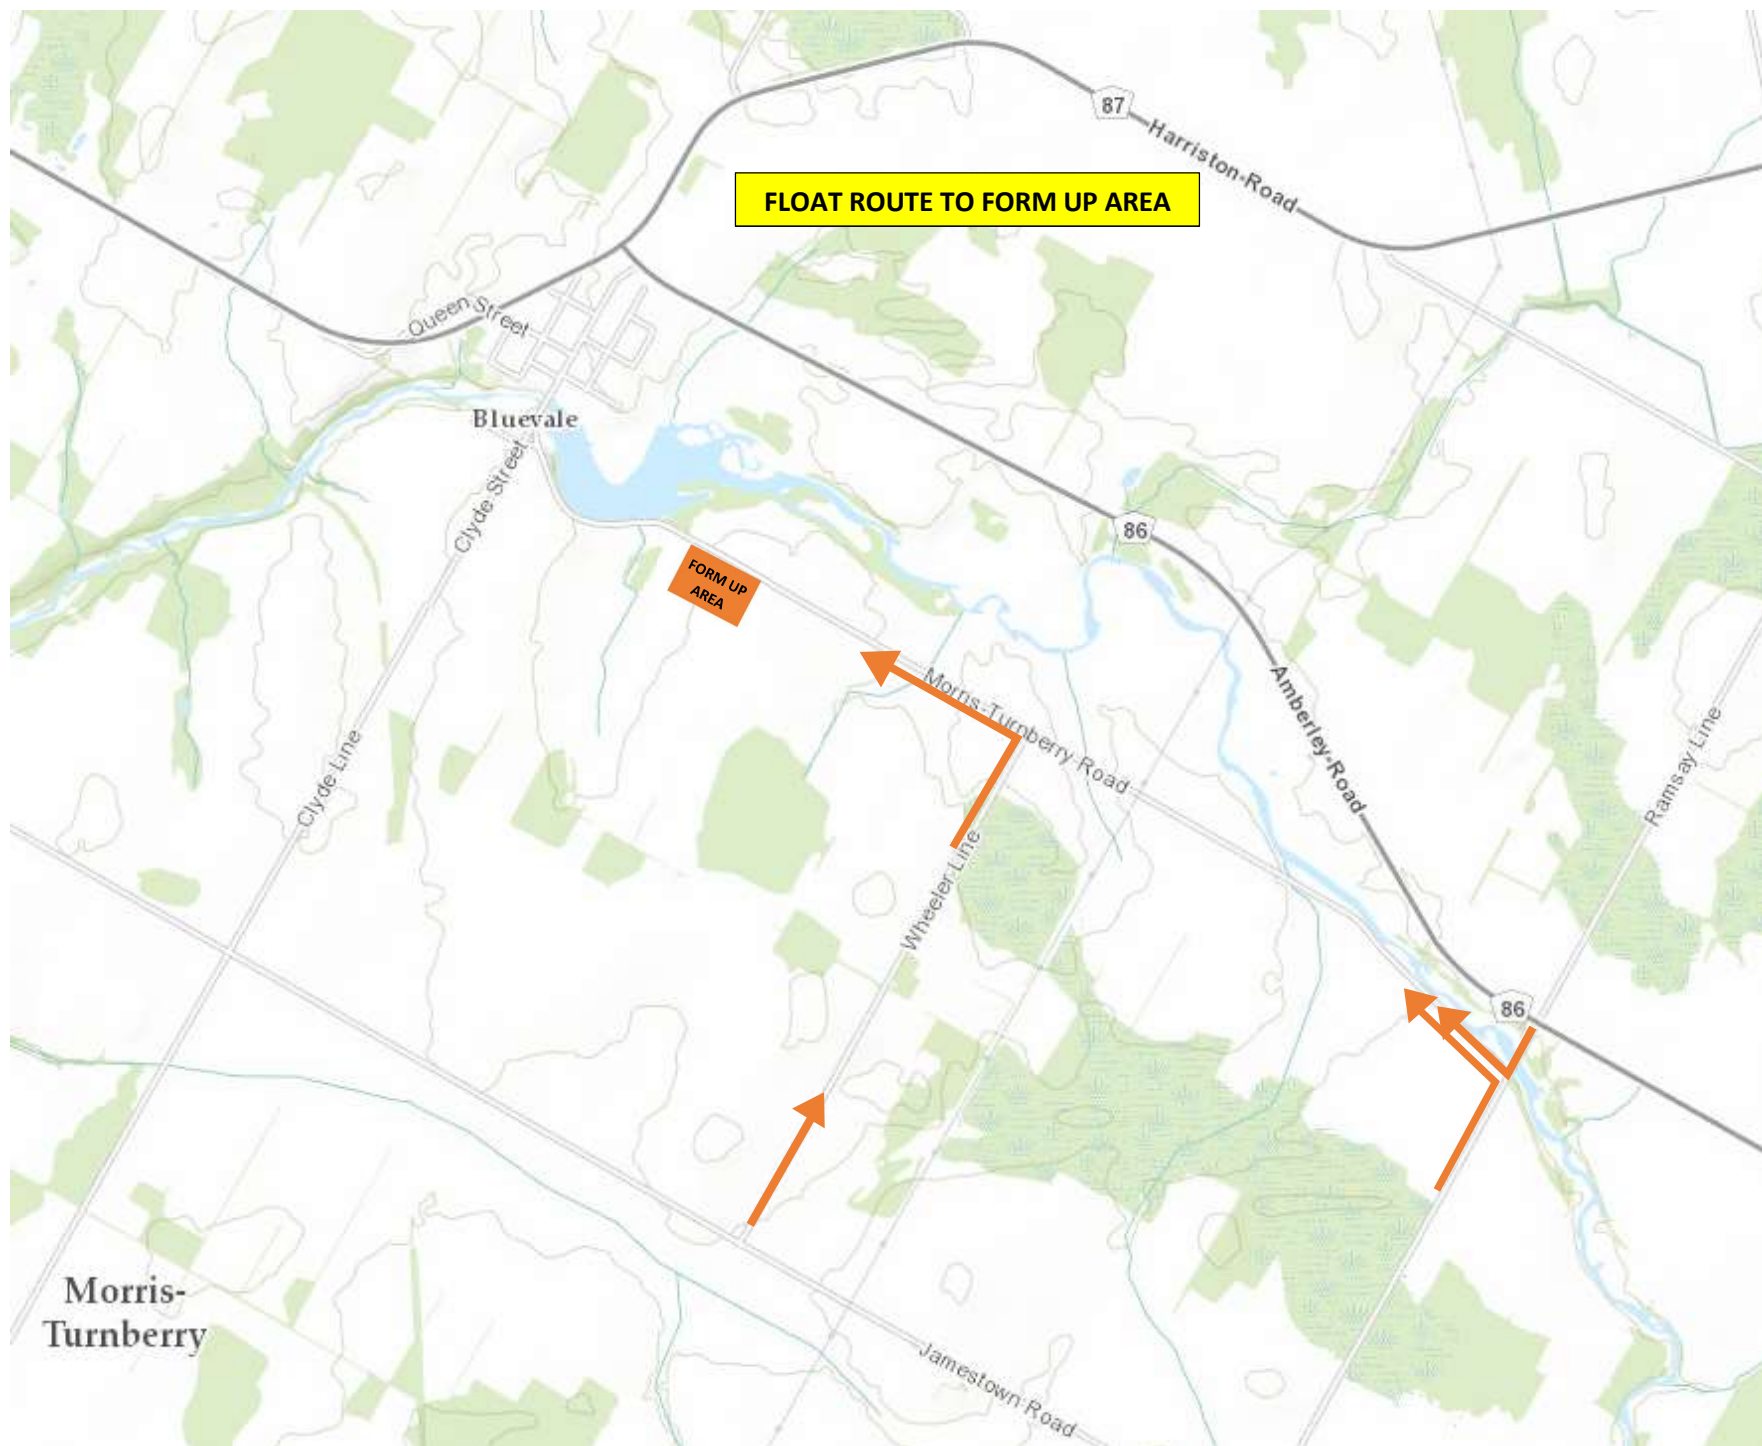 87
Harriston Road
FLOAT ROUTE TO FORM UP AREA
Queen Street
Bluevale
Clyde Street
86
FORM UP
AREA
Morris-Turnberry Road
Amberley Road
Ramsay Line
Clyde Line
Wheeler Line
86
Morris-
Turnberry
Jamestown Road